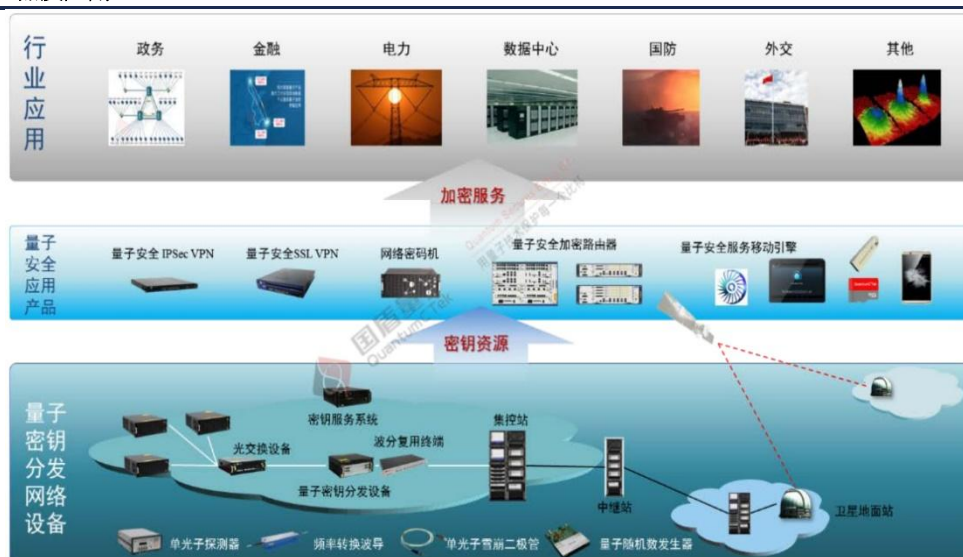 行业应用
政务
金融
电力
数据中心
国防
外交
其他
加密服务
量子
安全
应用
产品
量子安全 IPSec VPN
量子安全SSL VPN
网络密码机
量子安全加密路由器
量子安全服务移动引擎
国盾量
QuantumCTek
密钥资源
量子
密钥
分发
网络
设备
密钥服务系统
光交换设备
波分复用终端
集控站
量子密钥分发设备
中继站
卫星地面站
单光子探测器
频率转换波导
单光子雪崩二极管
量子随机数发生器